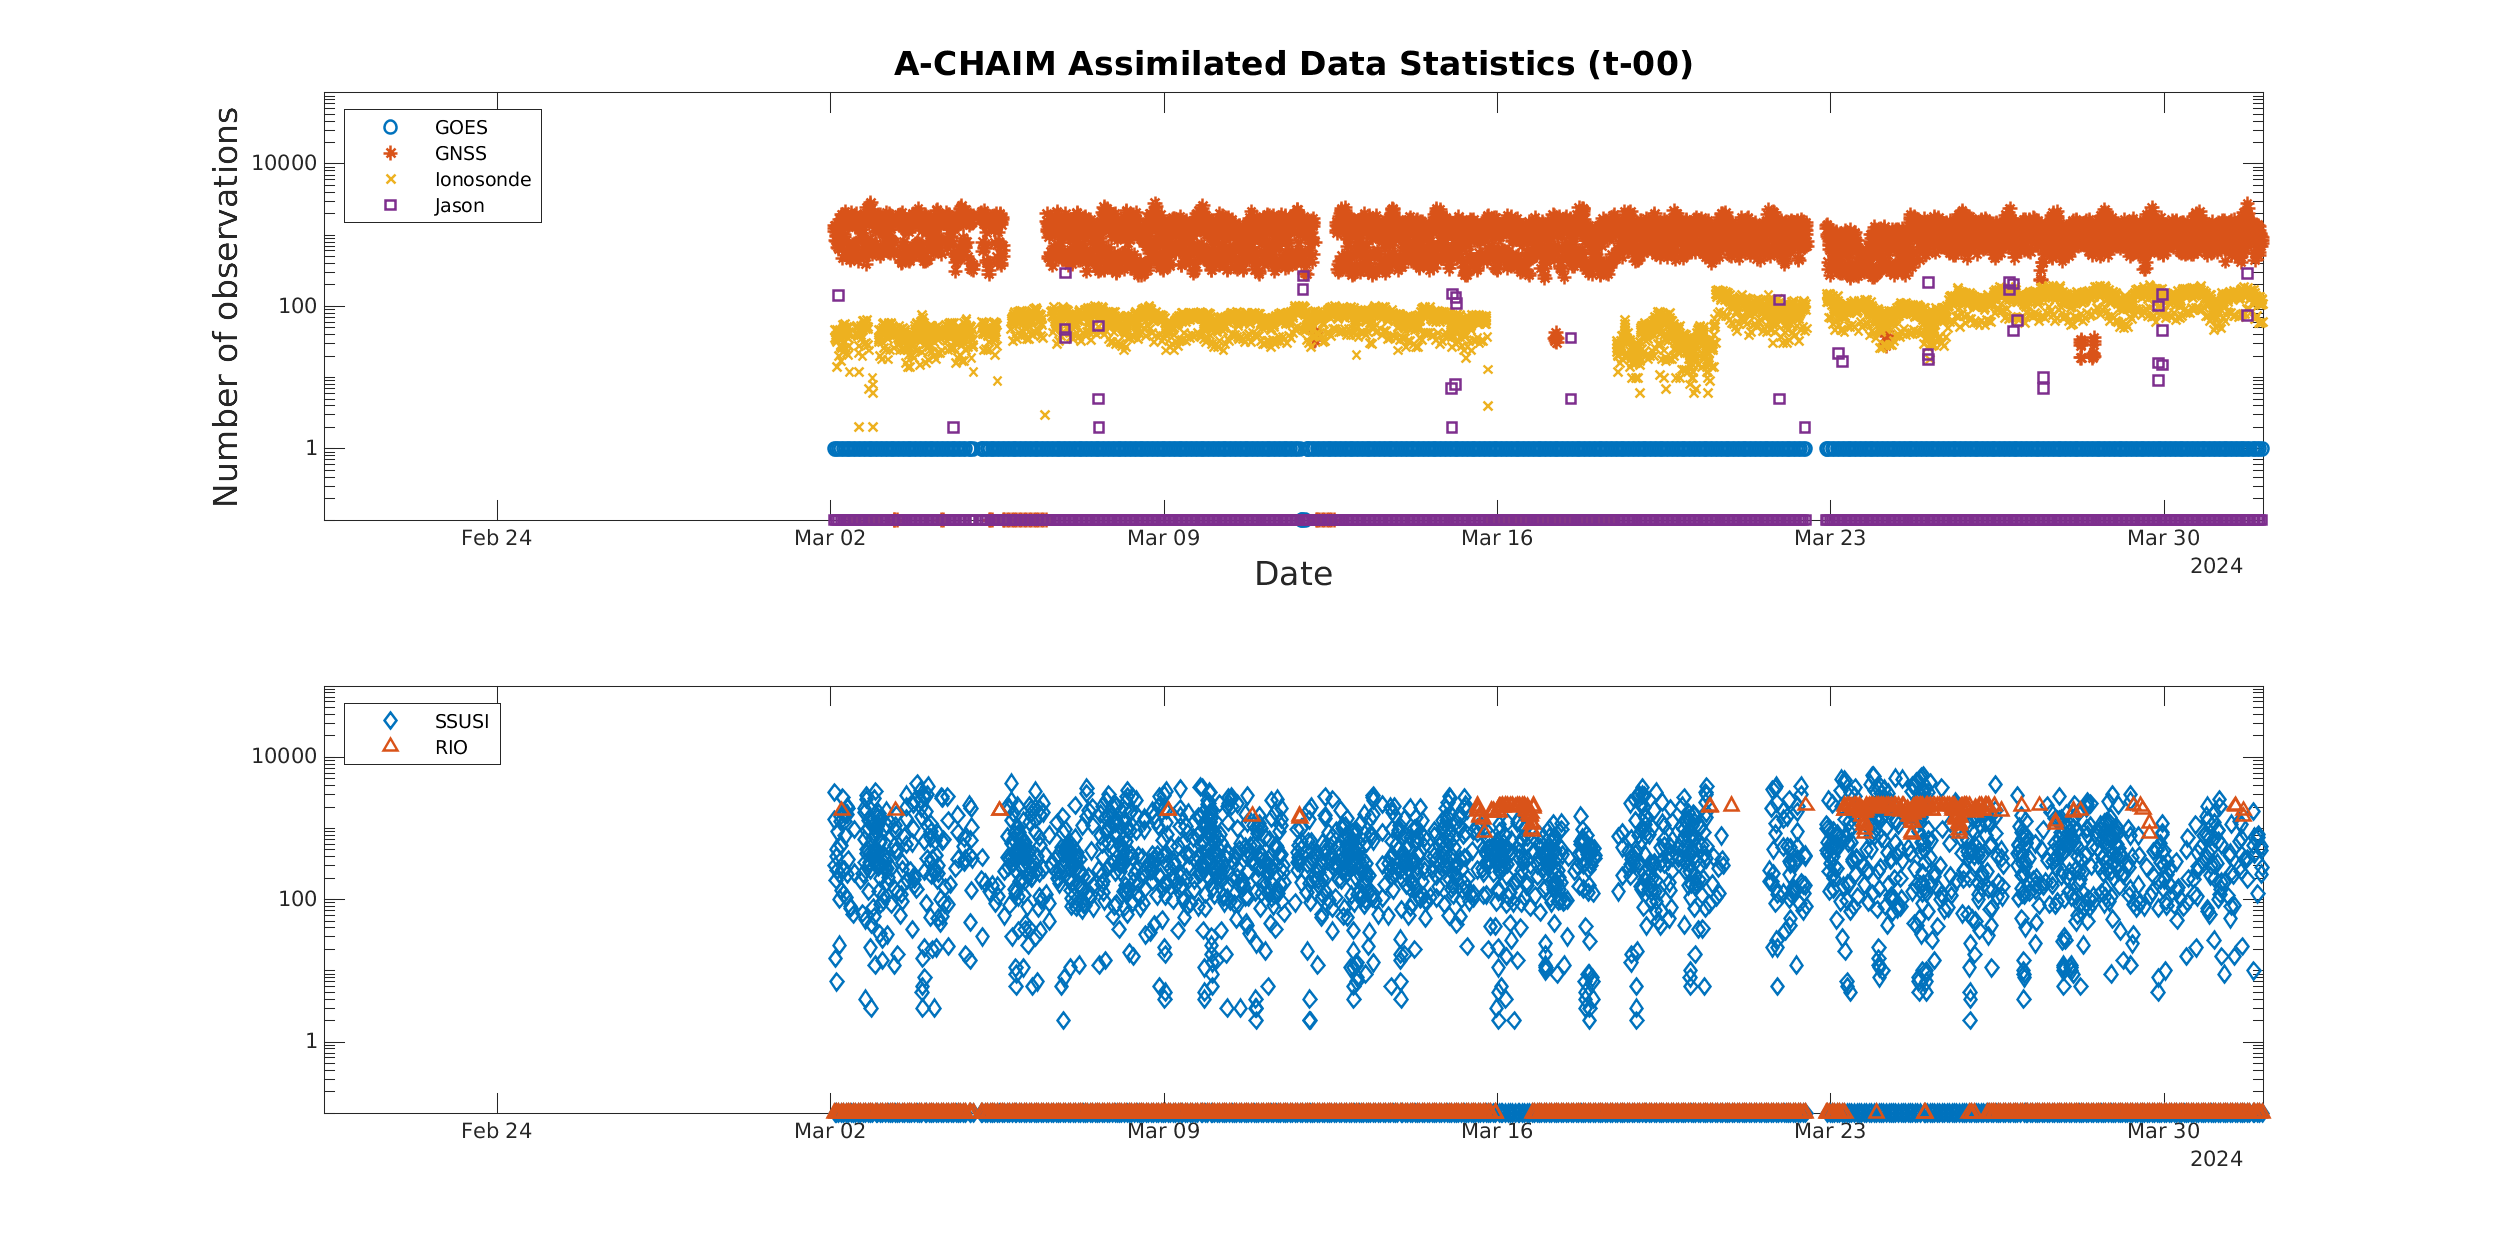 A-CHAIM Assimilated Data Statistics (t-00)
Number of observations
10000
100
1
GOES
GNSS
Ionosonde
Jason
Feb 24
Mar 02
Mar 09
Mar 16
Mar 23
Mar 30
2024
Date
10000
100
1
SSUSI
RIO
Feb 24
Mar 02
Mar 09
Mar 16
Mar 23
Mar 30
2024